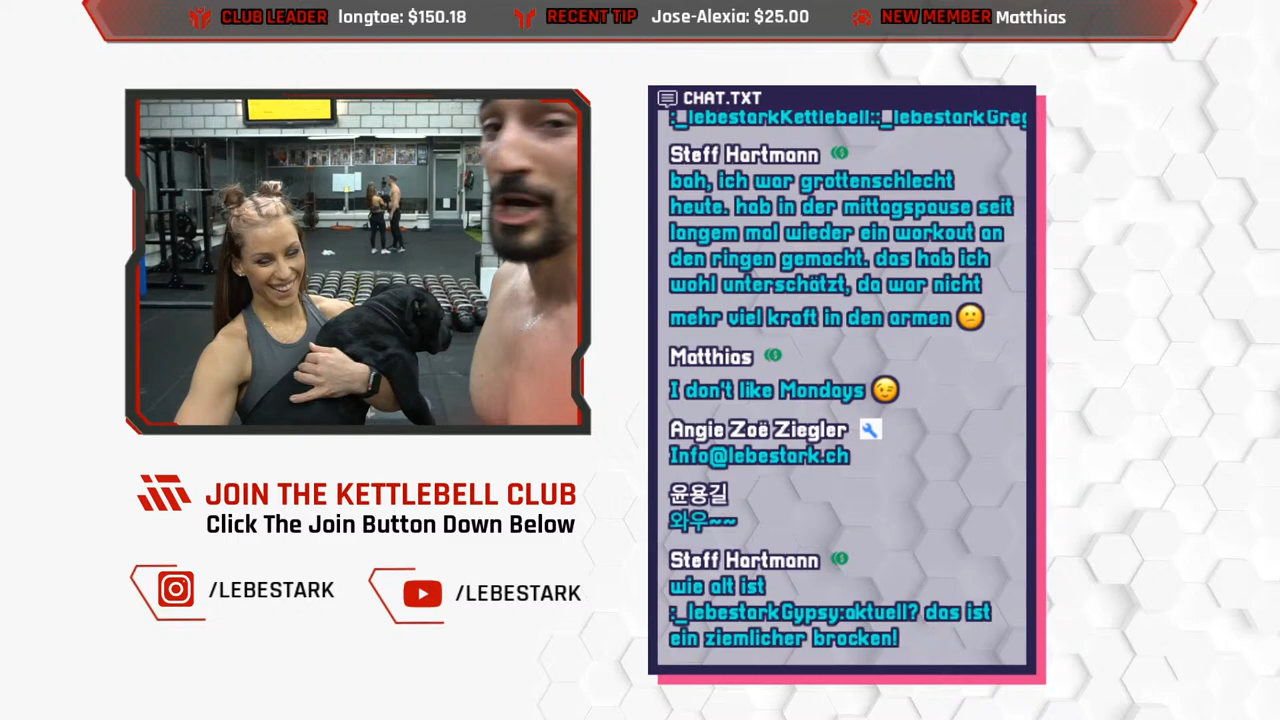 CLUB LEADER longtoe: $150.18 RECENT TIP Jose-Alexia: $25.00 NEW MEMBER Matthias
CHAT.TXT
:_lebestarkKettlebell::_lebestarkGreg
Steff Hartmann
bah, ich war grottenschlecht
heute. hab in der mittagspause seit
langem mal wieder ein workout an
den ringen gemacht. das hab ich
wohl unterschätzt, da war nicht
mehr viel kraft in den armen 😕
Matthias
I don't like Mondays 😉
Angie Zoë Ziegler
Info@lebestark.ch
윤용길
와우~~
Steff Hartmann
wie alt ist
:_lebestarkGypsy:aktuell? das ist
ein ziemlicher brocken!
JOIN THE KETTLEBELL CLUB
Click The Join Button Down Below
/LEBESTARK
/LEBESTARK